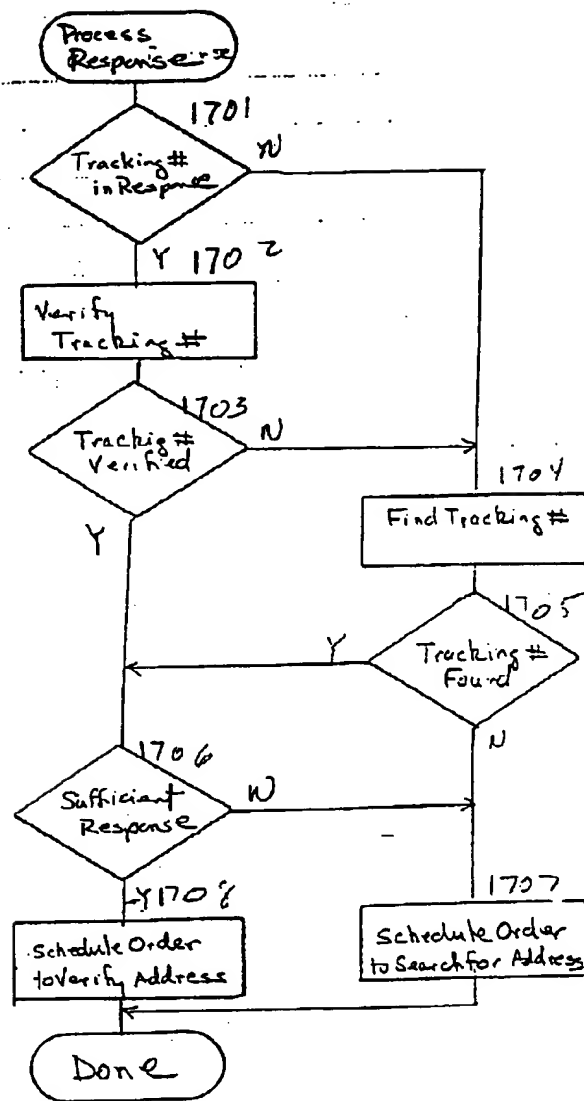 Process
Response
1701
Tracking #
in Response
N
Y 1702
Verify
Tracking #
1703
Trackig #
Verified
N
Y
1704
Find Tracking #
1705
Tracking #
Found
Y
N
1706
Sufficient
Response
N
Y 1708
Schedule Order
to Verify Address
1707
Schedule Order
to Search for Address
Done